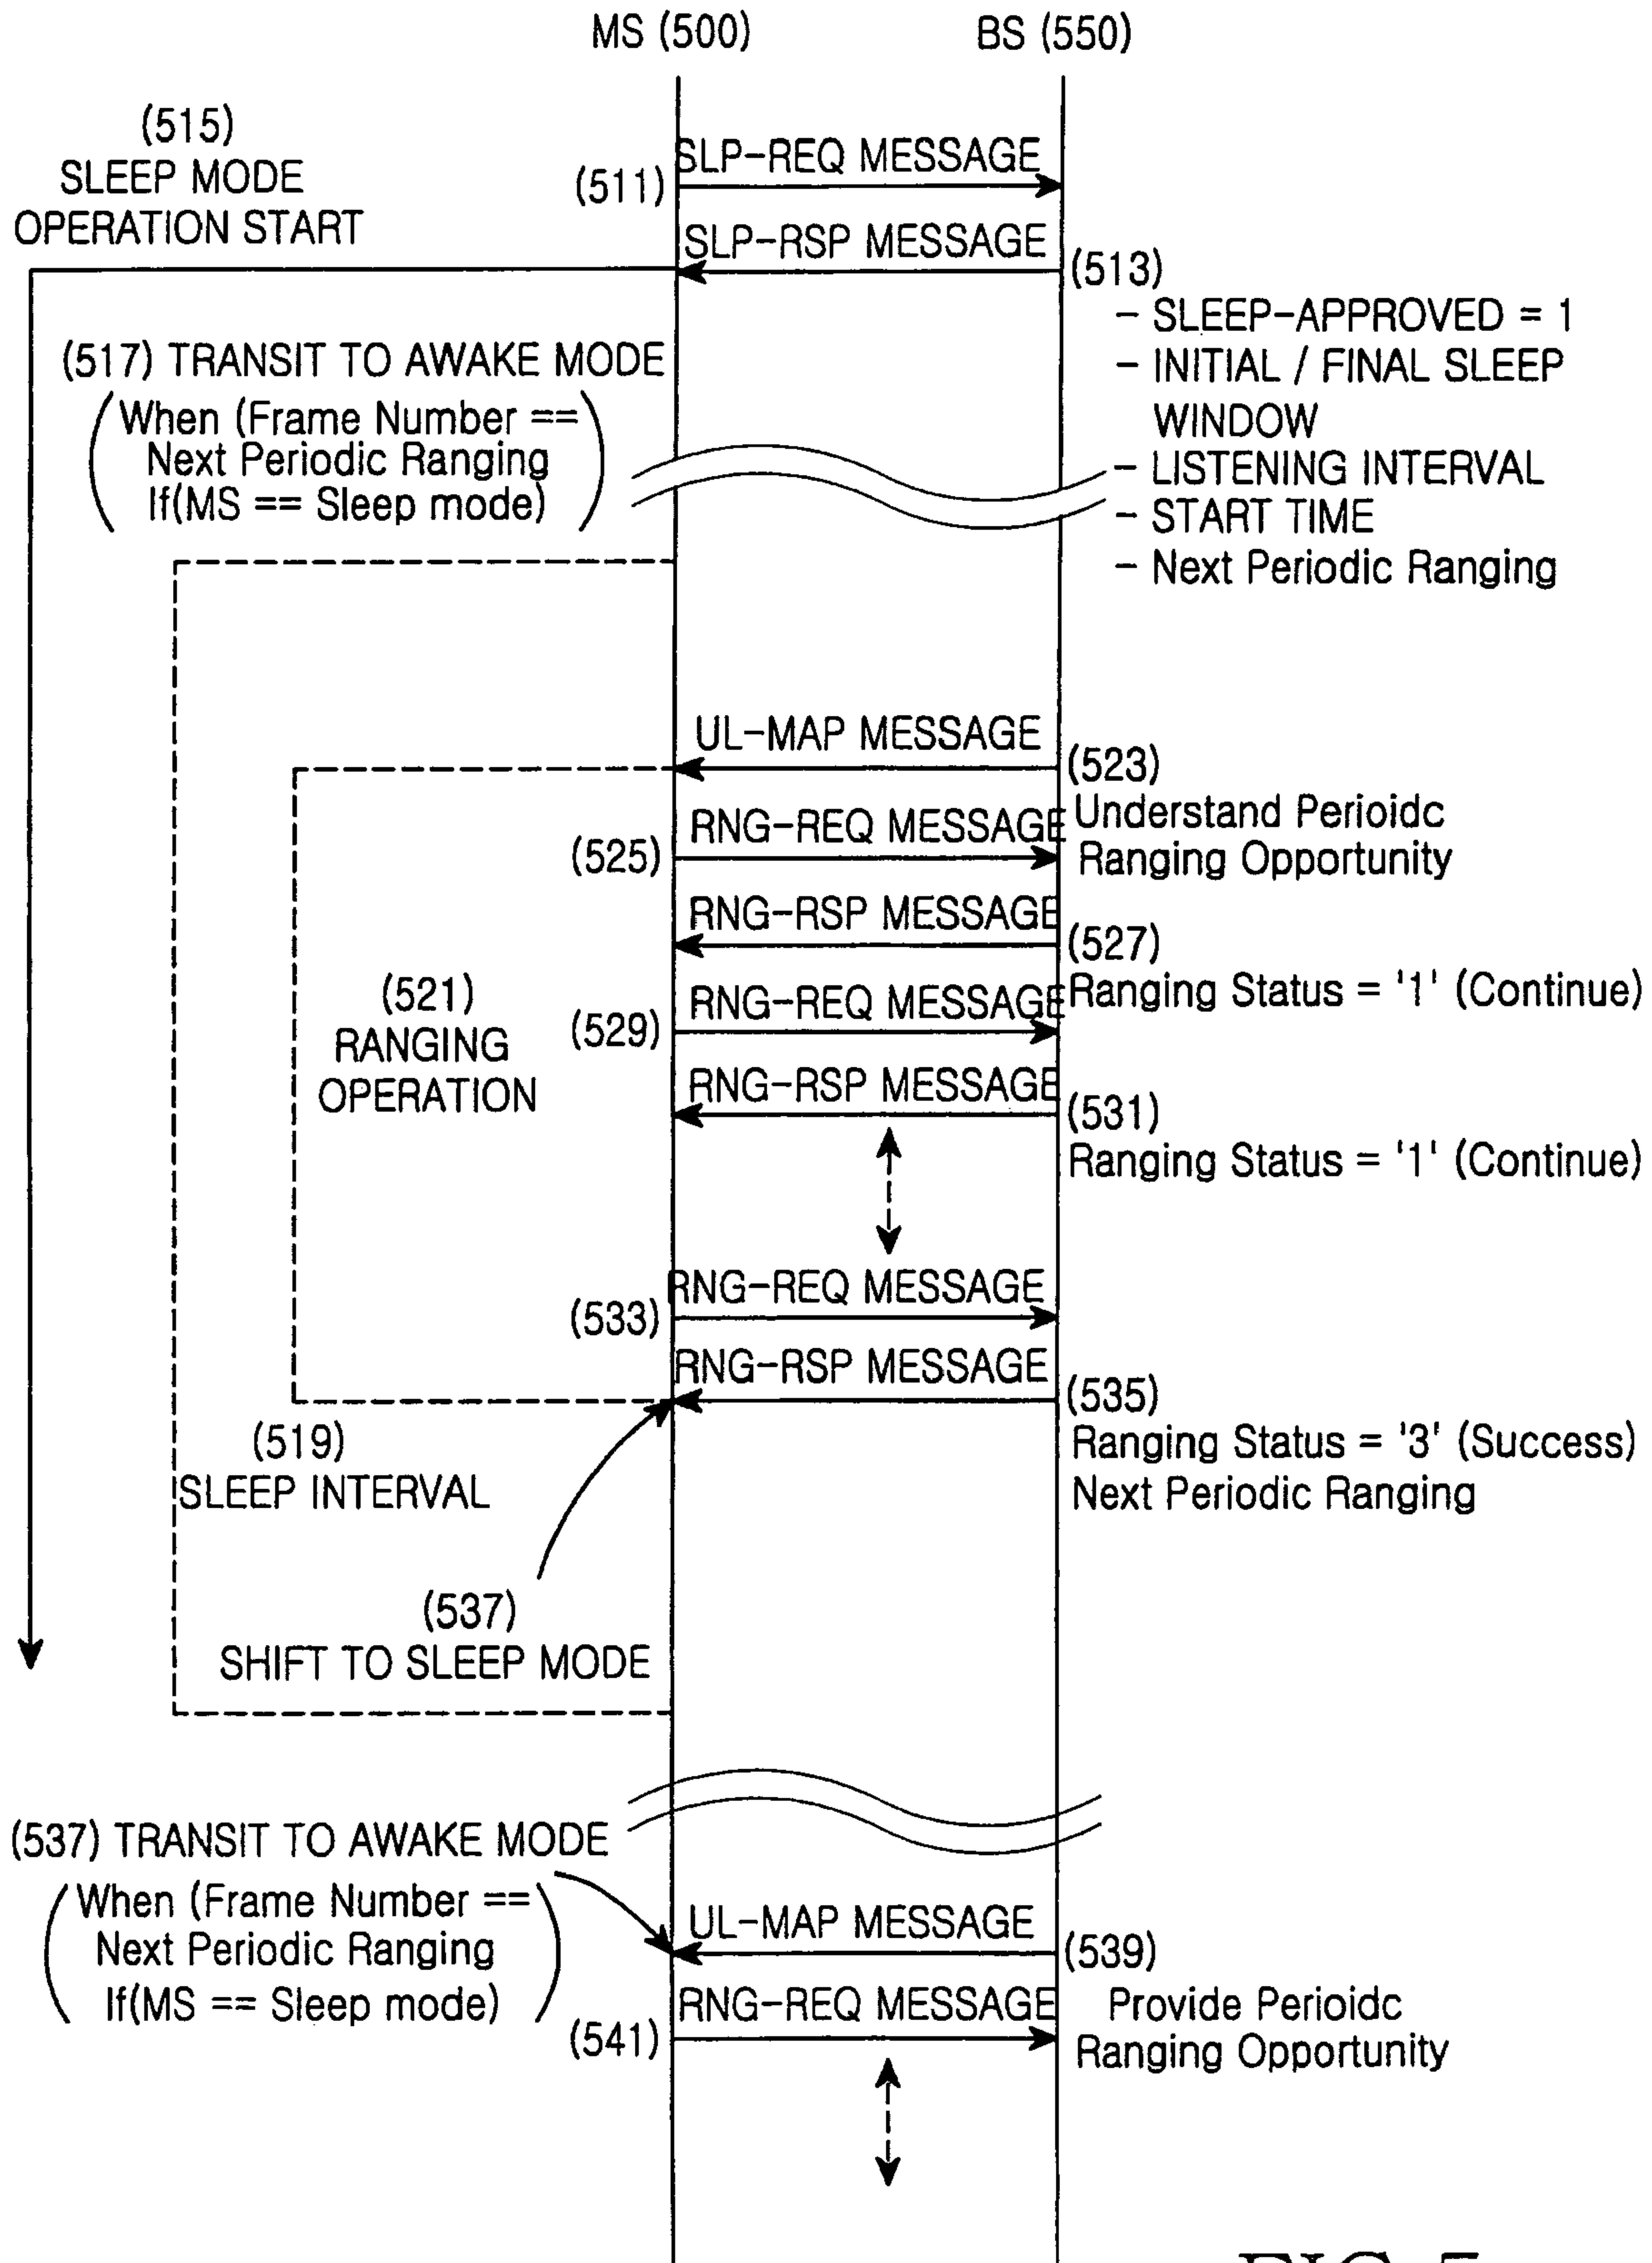 MS (500)
BS (550)
(515)
SLEEP MODE
OPERATION START
SLP-REQ MESSAGE
(511)
SLP-RSP MESSAGE
(513)
- SLEEP-APPROVED = 1
- INITIAL / FINAL SLEEP
WINDOW
- LISTENING INTERVAL
- START TIME
- Next Periodic Ranging
(517) TRANSIT TO AWAKE MODE
(When (Frame Number ==
Next Periodic Ranging
If(MS == Sleep mode))
UL-MAP MESSAGE
(523)
Understand Perioidc
Ranging Opportunity
RNG-REQ MESSAGE
(525)
RNG-RSP MESSAGE
(527)
Ranging Status = '1' (Continue)
(521)
RANGING
OPERATION
RNG-REQ MESSAGE
(529)
RNG-RSP MESSAGE
(531)
Ranging Status = '1' (Continue)
RNG-REQ MESSAGE
(533)
RNG-RSP MESSAGE
(535)
Ranging Status = '3' (Success)
Next Periodic Ranging
(519)
SLEEP INTERVAL
(537)
SHIFT TO SLEEP MODE
(537) TRANSIT TO AWAKE MODE
(When (Frame Number ==
Next Periodic Ranging
If(MS == Sleep mode))
UL-MAP MESSAGE
(539)
Provide Perioidc
Ranging Opportunity
RNG-REQ MESSAGE
(541)